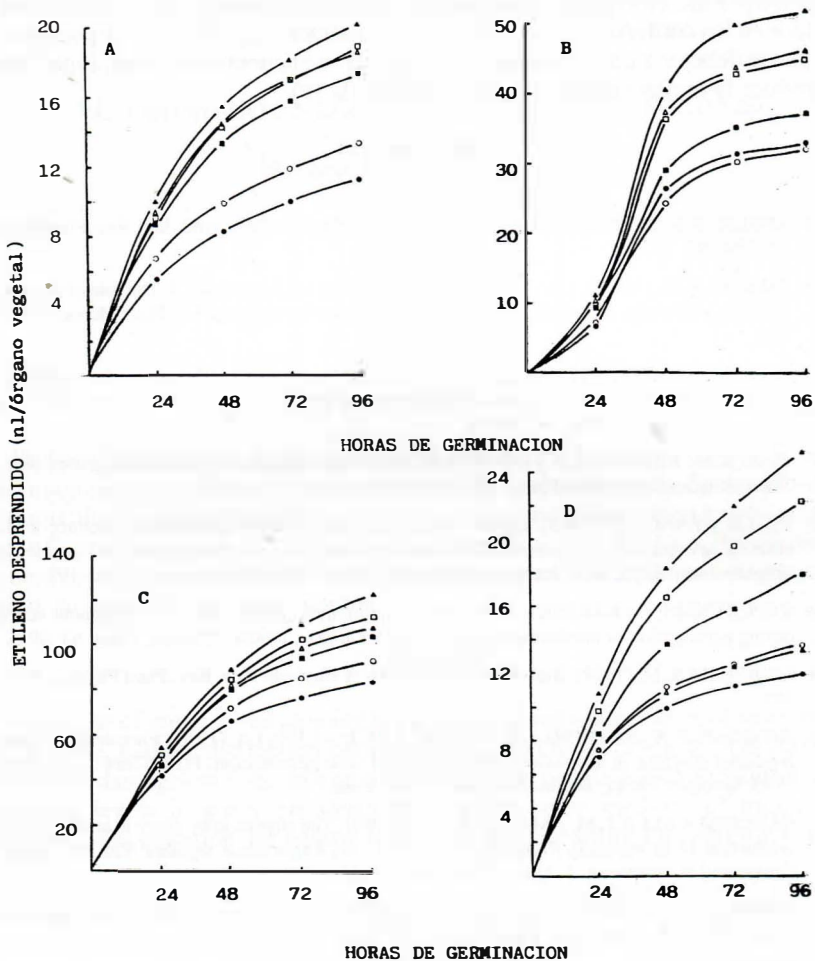 A
20
16
12
8
4
24 48 72 96
B
50
40
30
20
10
24 48 72 96
HORAS DE GERMINACION
ETILENO DESPRENDIDO (nl/órgano vegetal)
C
140
100
60
20
24 48 72 96
D
24
20
16
12
8
4
24 48 72 96
HORAS DE GERMINACION